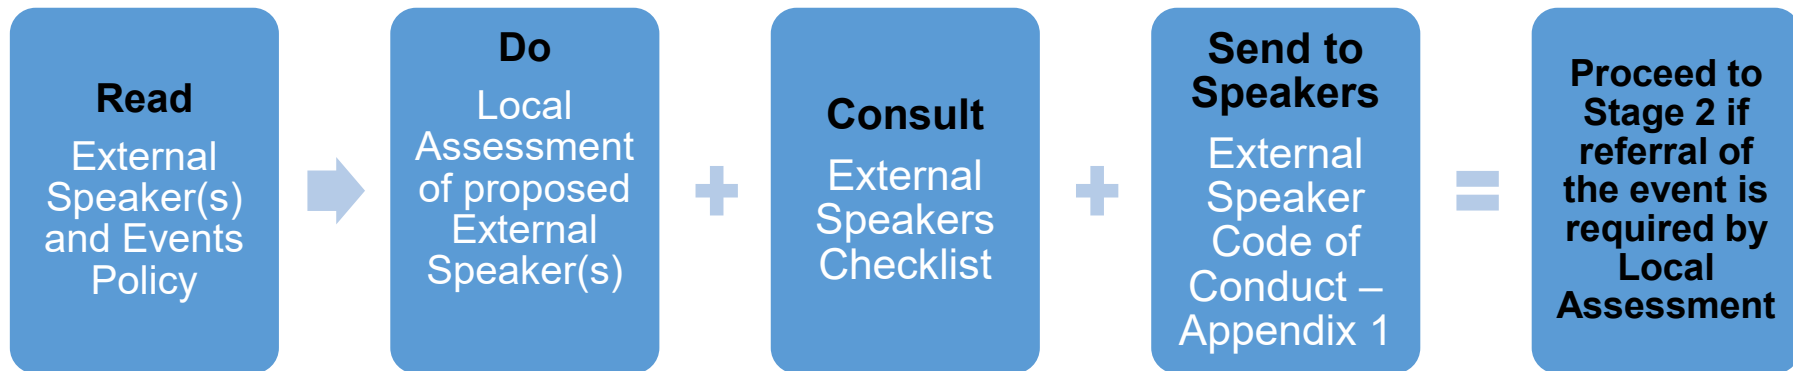 Read
External
Speaker(s)
and Events
Policy
Do
Local
Assessment
of proposed
External
Speaker(s)
Consult
External
Speakers
Checklist
Send to
Speakers
External
Speaker
Code of
Conduct –
Appendix 1
Proceed to
Stage 2 if
referral of
the event is
required by
Local
Assessment